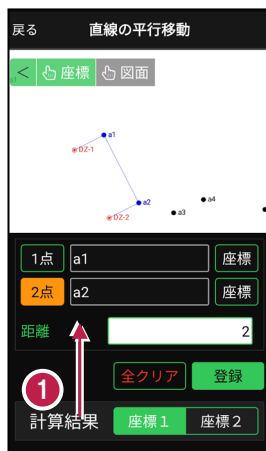 戻る 直線の平行移動
< 座標 図面
a1
DZ-1
a2
a4
a3
DZ-2
1点 a1 座標
2点 a2 座標
距離 2
1 全クリア 登録
計算結果 座標1 座標2